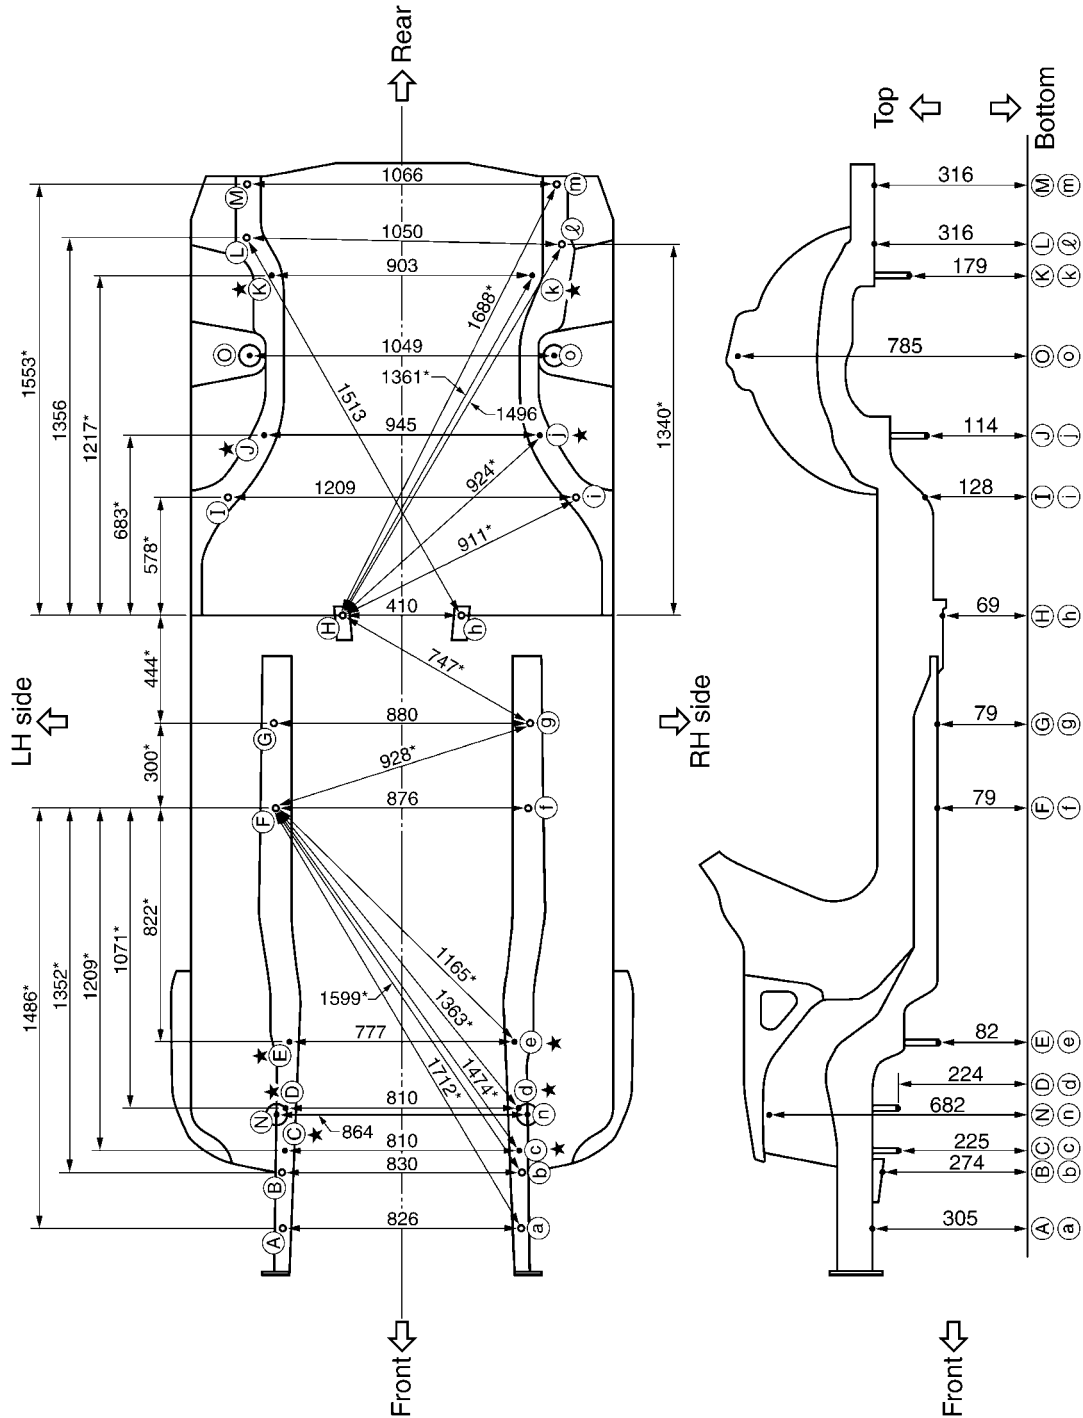 Rear
1066
M
m
1553*
1356
1217*
1050
L
ℓ
903
K
★
k
★
1688*
O
1049
o
1361*
1496
1513
1340*
683*
J
★
945
j
★
924*
578*
I
1209
i
911*
H
410
h
444*
747*
LH side
G
880
g
RH side
300*
928*
F
876
f
1486*
1352*
1209*
1071*
822*
1165*
1363*
1599*
1474*
1712*
E
★
777
e
★
D
★
810
d
★
N
864
n
C
★
810
c
★
B
830
b
A
826
a
Front
Top
Bottom
316
M m
316
L ℓ
179
K k
785
O o
114
J j
128
I i
69
H h
79
G g
79
F f
82
E e
224
D d
682
N n
225
C c
274
B b
305
A a
Front